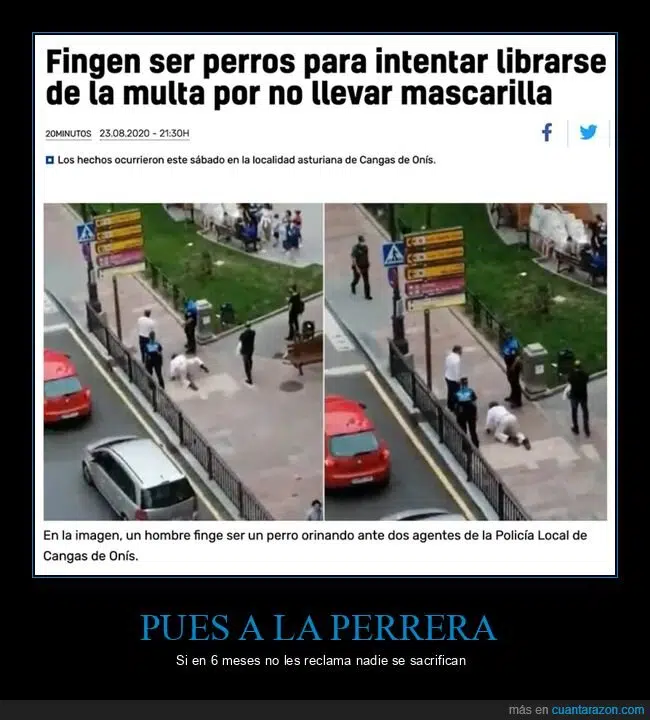 Fingen ser perros para intentar librarse
de la multa por no llevar mascarilla
20MINUTOS 23.08.2020 - 21:30H
Los hechos ocurrieron este sábado en la localidad asturiana de Cangas de Onís.
En la imagen, un hombre finge ser un perro orinando ante dos agentes de la Policía Local de
Cangas de Onís.
PUES A LA PERRERA
Si en 6 meses no les reclama nadie se sacrifican
más en cuantarazon.com